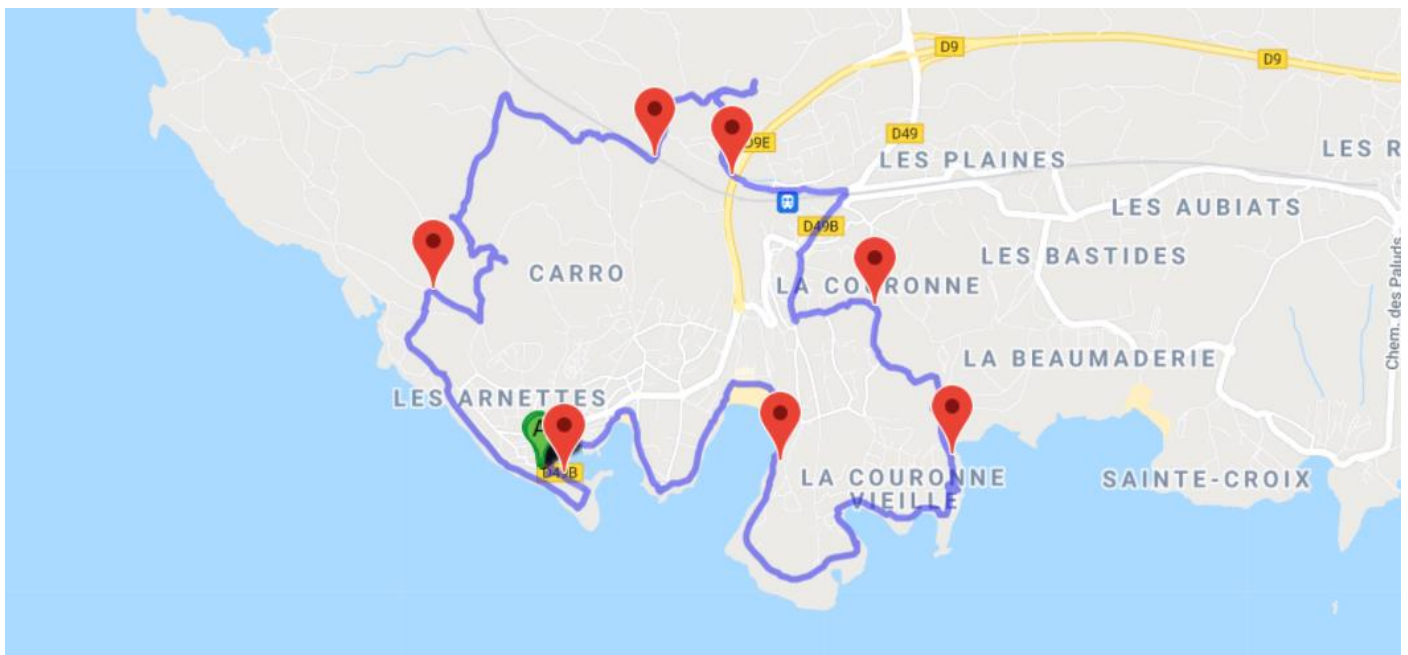 D9
D9
D9E
D49
LES PLAINES
LES R
LES AUBIATS
D49B
LES BASTIDES
CARRO
LA COURONNE
Chem. des Paluds
LA BEAUMADERIE
LES ARNETTES
A
LA COURONNE
VIEILLE
SAINTE-CROIX